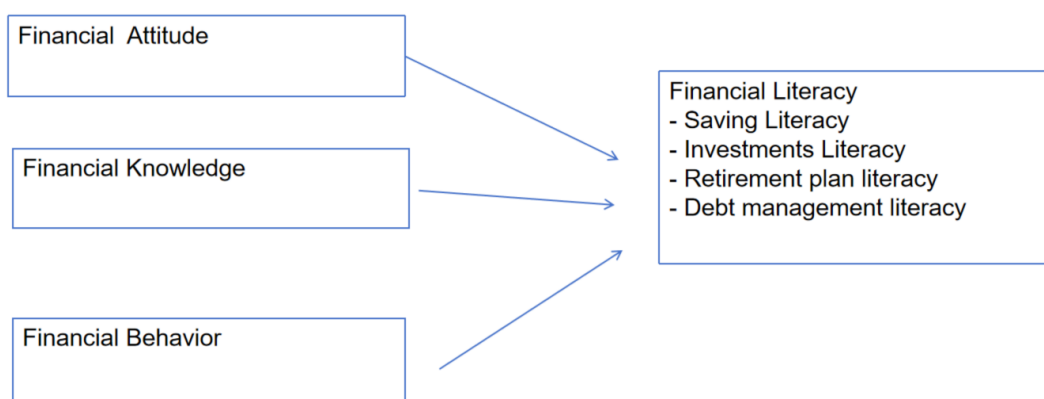 Financial Attitude
Financial Knowledge
Financial Behavior
Financial Literacy
- Saving Literacy
- Investments Literacy
- Retirement plan literacy
- Debt management literacy